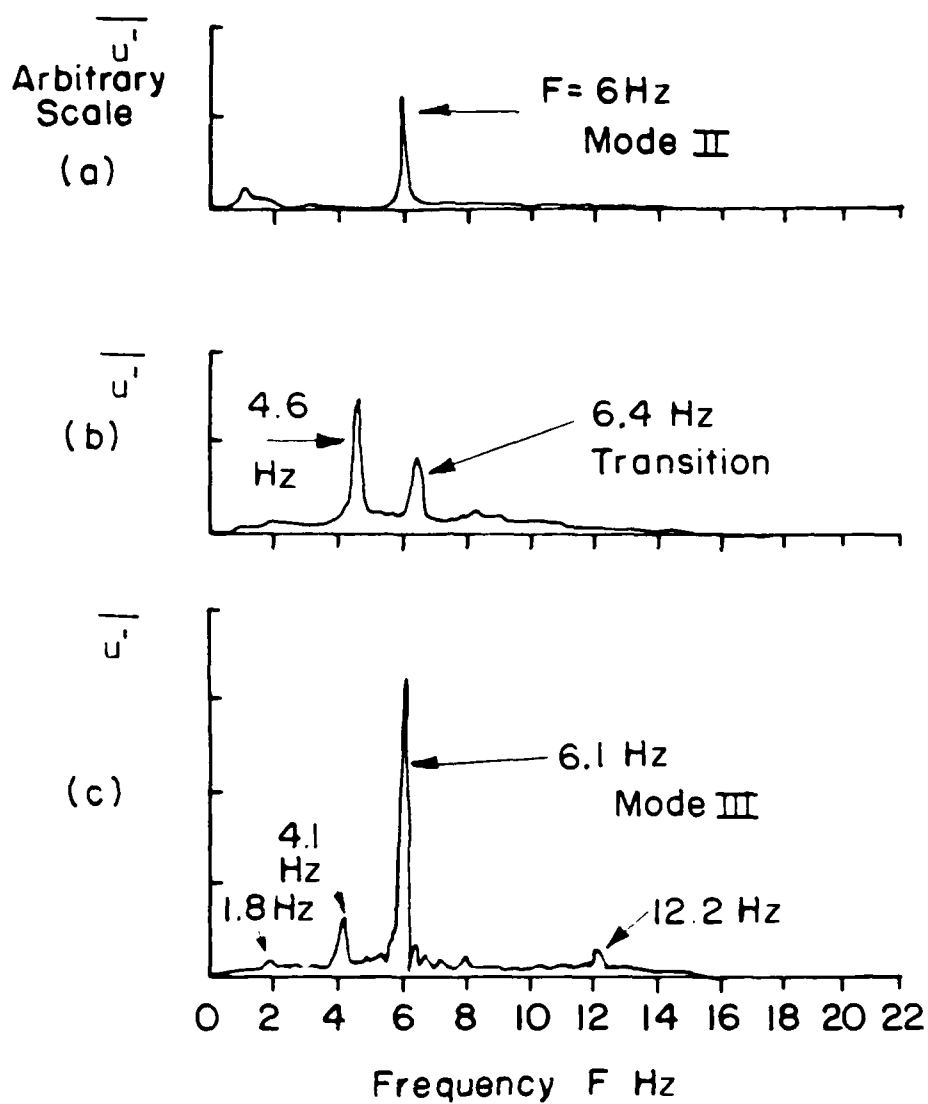 u'
Arbitrary
Scale
(a)
F= 6Hz
Mode II
u'
(b)
4.6
Hz
6.4 Hz
Transition
u'
(c)
6.1 Hz
Mode III
4.1
Hz
1.8 Hz
12.2 Hz
0 2 4 6 8 10 12 14 16 18 20 22
Frequency F Hz